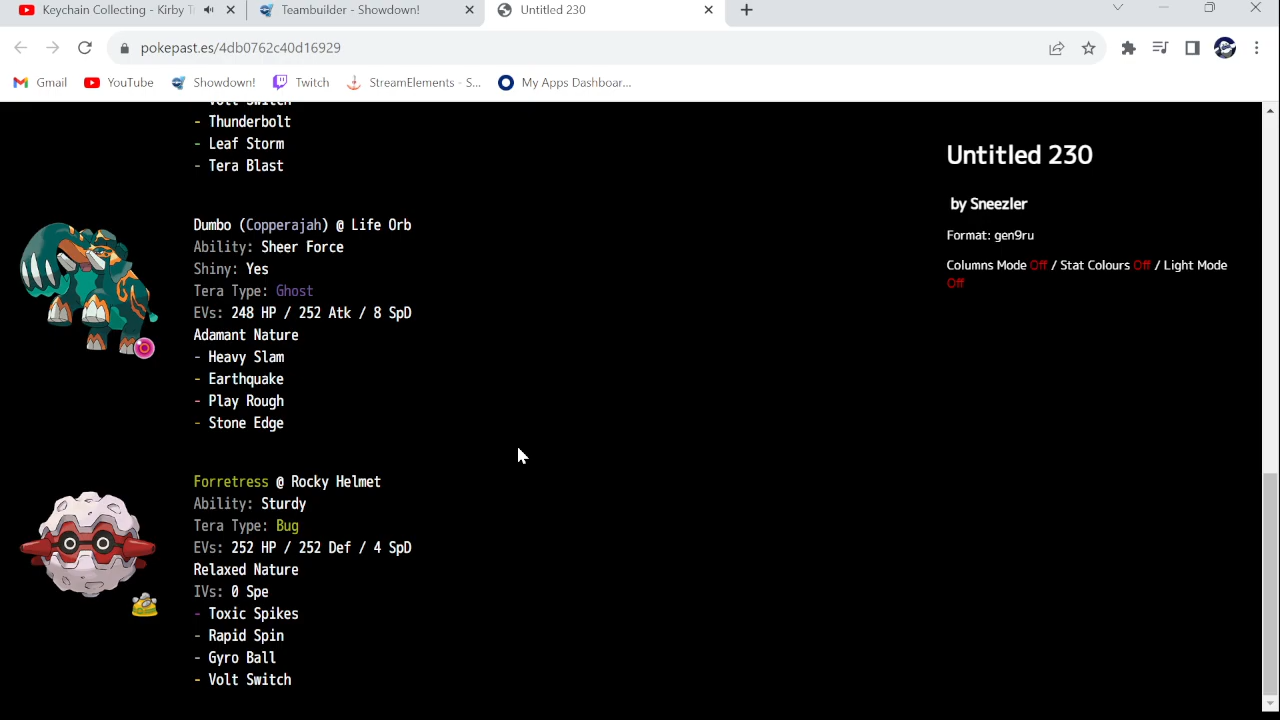 Keychain Collecting - Kirby Ti
Teambuilder - Showdown!
Untitled 230
pokepast.es/4db0762c40d16929
Gmail
YouTube
Showdown!
Twitch
StreamElements - S...
My Apps Dashboar...
- Volt Switch
- Thunderbolt
- Leaf Storm
- Tera Blast
Untitled 230
by Sneezler
Format: gen9ru
Columns Mode Off / Stat Colours Off / Light Mode
Off
Dumbo (Copperajah) @ Life Orb
Ability: Sheer Force
Shiny: Yes
Tera Type: Ghost
EVs: 248 HP / 252 Atk / 8 SpD
Adamant Nature
- Heavy Slam
- Earthquake
- Play Rough
- Stone Edge
Forretress @ Rocky Helmet
Ability: Sturdy
Tera Type: Bug
EVs: 252 HP / 252 Def / 4 SpD
Relaxed Nature
IVs: 0 Spe
- Toxic Spikes
- Rapid Spin
- Gyro Ball
- Volt Switch